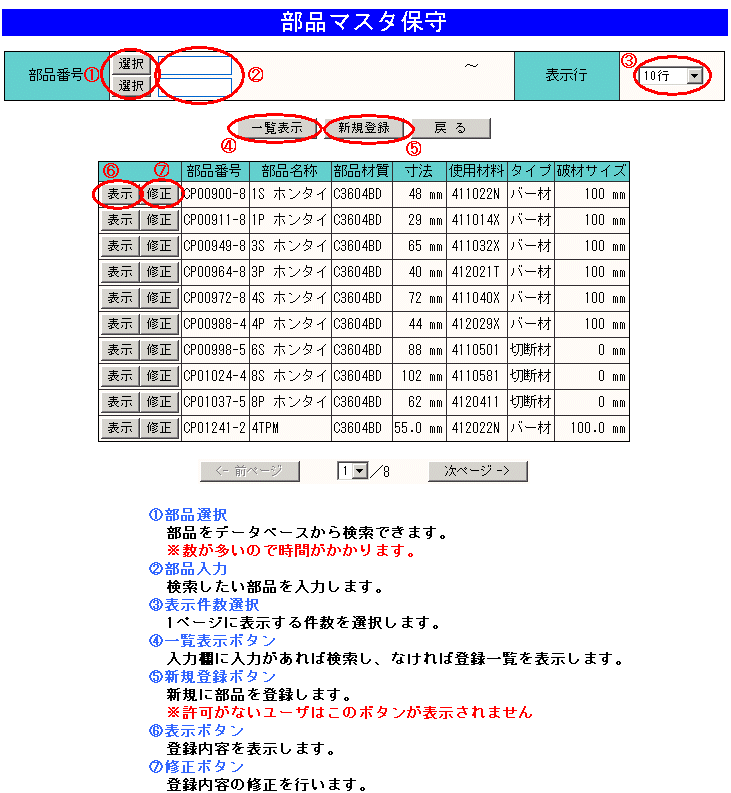 部品マスタ保守
部品番号① 選択 ② ～ 表示行 ③ 10行
選択
④ 一覧表示 新規登録 ⑤ 戻る
⑥ ⑦ 部品番号 部品名称 部品材質 寸法 使用材料 タイプ 破材サイズ
表示 修正 CP00900-8 1S ホンタイ C3604BD 48 mm 411022N バー材 100 mm
表示 修正 CP00911-8 1P ホンタイ C3604BD 29 mm 411014X バー材 100 mm
表示 修正 CP00949-8 3S ホンタイ C3604BD 65 mm 411032X バー材 100 mm
表示 修正 CP00964-8 3P ホンタイ C3604BD 40 mm 412021T バー材 100 mm
表示 修正 CP00972-8 4S ホンタイ C3604BD 72 mm 411040X バー材 100 mm
表示 修正 CP00988-4 4P ホンタイ C3604BD 44 mm 412029X バー材 100 mm
表示 修正 CP00998-5 6S ホンタイ C3604BD 88 mm 4110501 切断材 0 mm
表示 修正 CP01024-4 8S ホンタイ C3604BD 102 mm 4110581 切断材 0 mm
表示 修正 CP01037-5 8P ホンタイ C3604BD 62 mm 4120411 切断材 0 mm
表示 修正 CP01241-2 4TPM C3604BD 55.0 mm 412022N バー材 100.0 mm
<- 前ページ 1 ／8 次ページ ->
①部品選択
部品をデータベースから検索できます。
※数が多いので時間がかかります。
②部品入力
検索したい部品を入力します。
③表示件数選択
1ページに表示する件数を選択します。
④一覧表示ボタン
入力欄に入力があれば検索し、なければ登録一覧を表示します。
⑤新規登録ボタン
新規に部品を登録します。
※許可がないユーザはこのボタンが表示されません
⑥表示ボタン
登録内容を表示します。
⑦修正ボタン
登録内容の修正を行います。